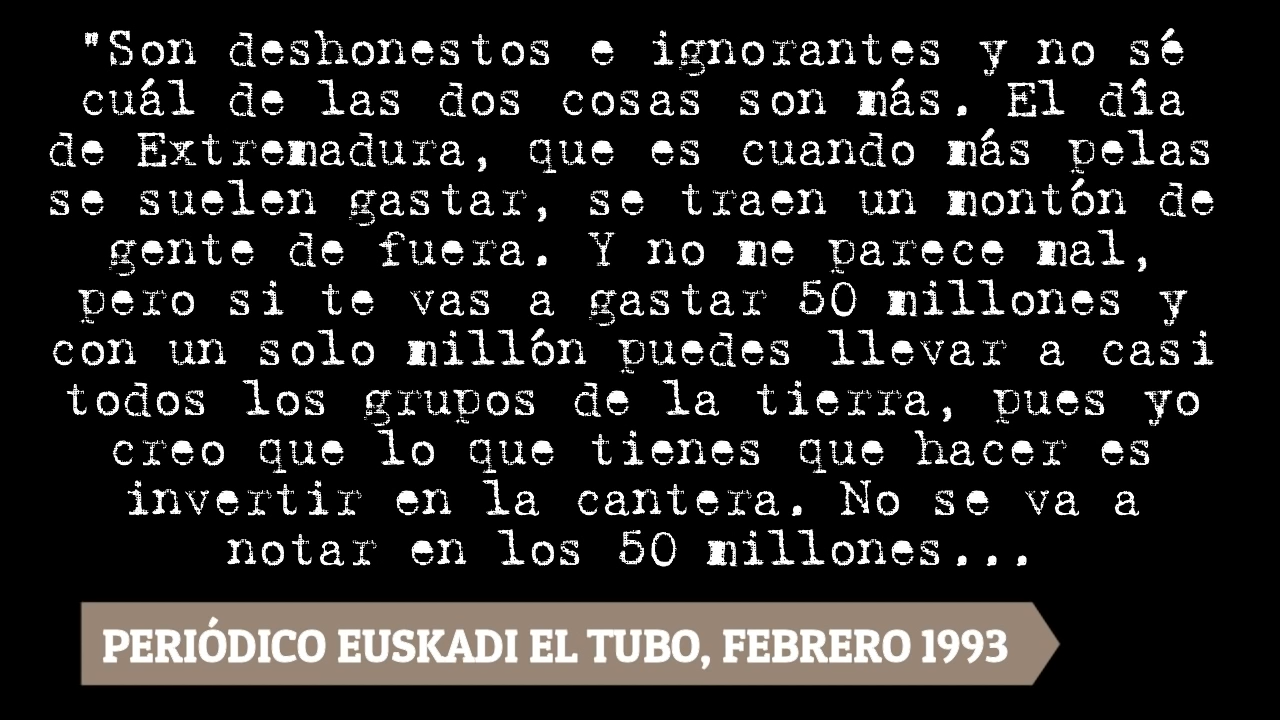 "Son deshonestos e ignorantes y no sé
cuál de las dos cosas son más. El día
de Extremadura, que es cuando más pelas
se suelen gastar, se traen un montón de
gente de fuera. Y no me parece mal,
pero si te vas a gastar 50 millones y
con un solo millón puedes llevar a casi
todos los grupos de la tierra, pues yo
creo que lo que tienes que hacer es
invertir en la cantera. No se va a
notar en los 50 millones...
PERIÓDICO EUSKADI EL TUBO, FEBRERO 1993